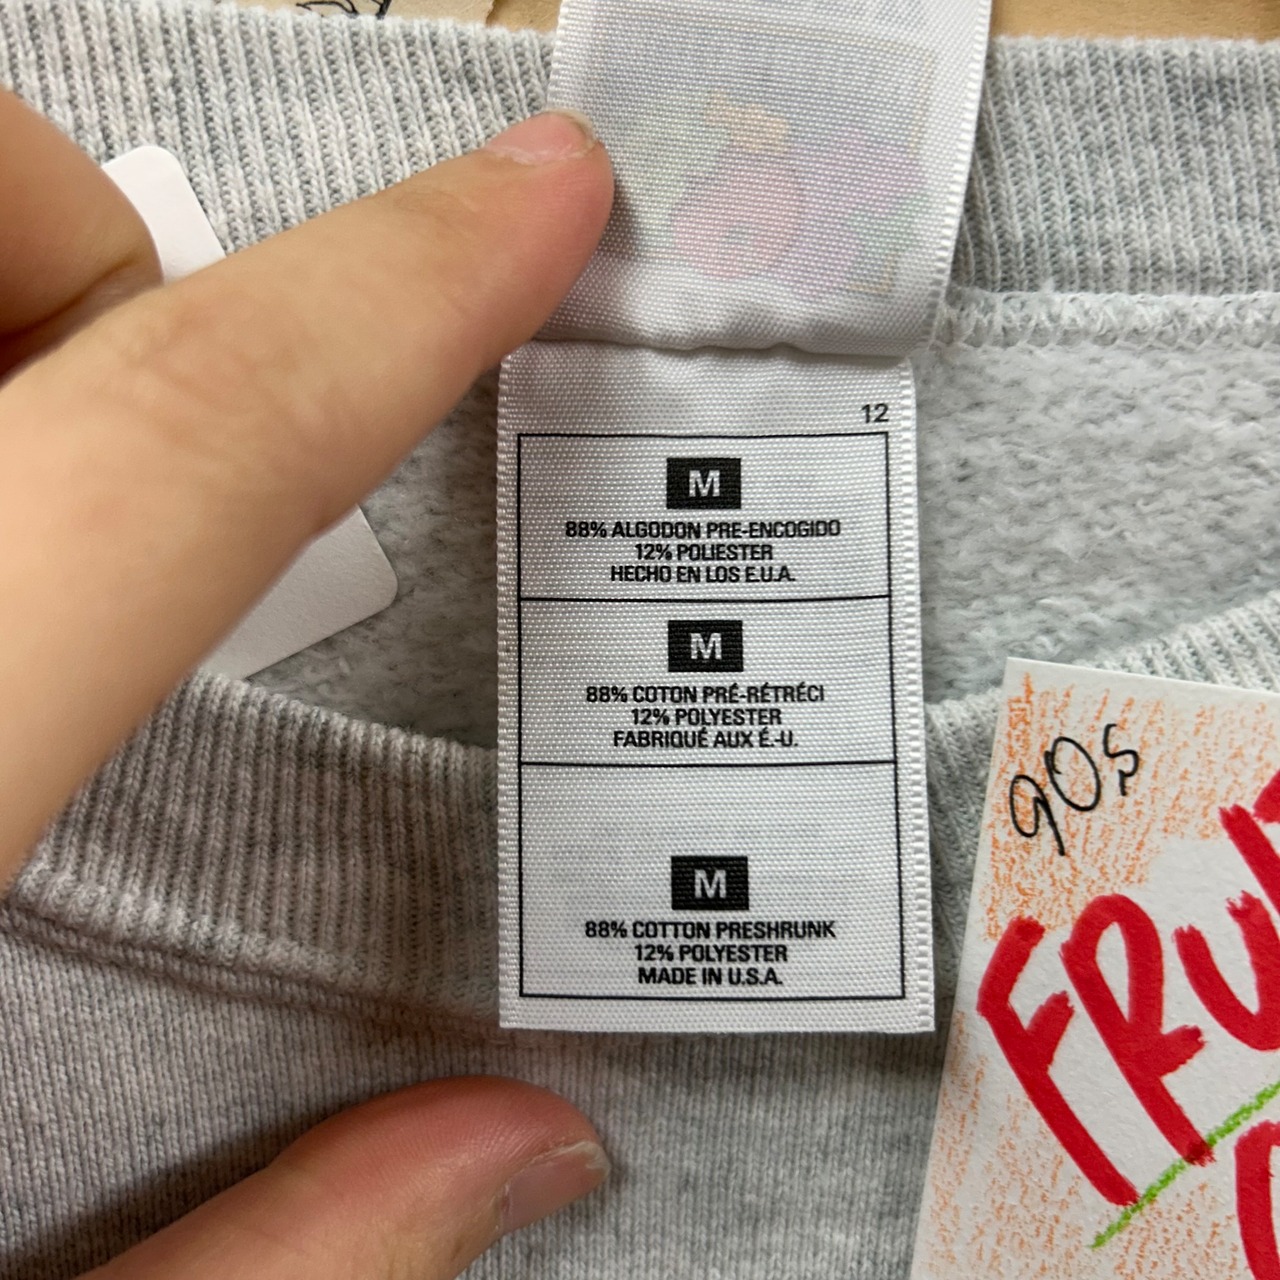 12
M
88% ALGODON PRE-ENCOGIDO
12% POLIESTER
HECHO EN LOS E.U.A.
M
88% COTON PRÉ-RÉTRÉCI
12% POLYESTER
FABRIQUÉ AUX É.-U.
M
88% COTTON PRESHRUNK
12% POLYESTER
MADE IN U.S.A.
90s